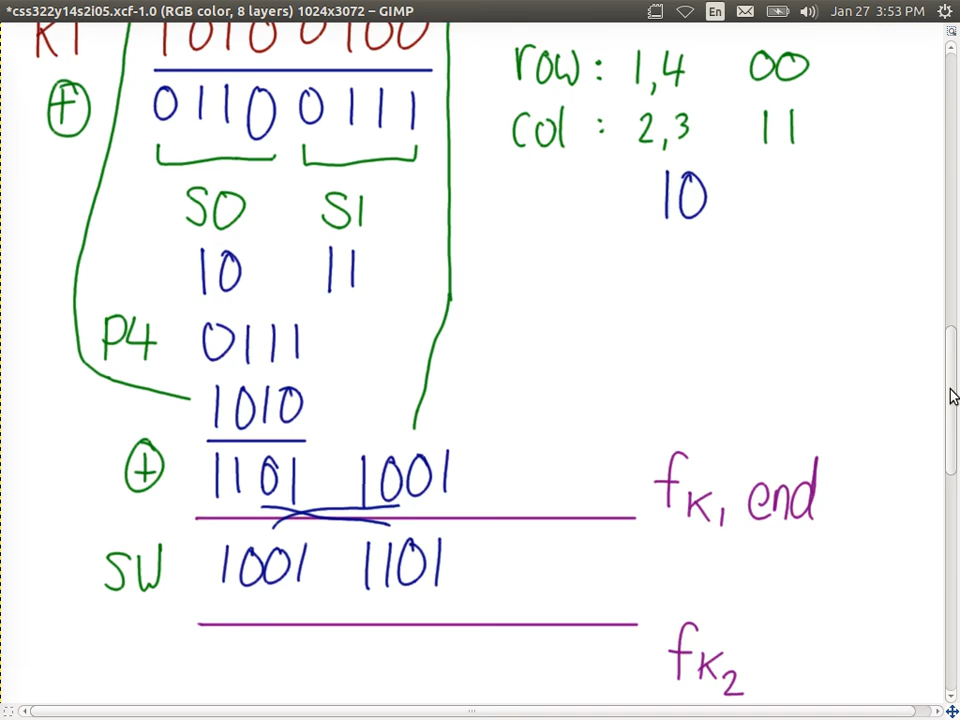 *css322y14s2i05.xcf-1.0 (RGB color, 8 layers) 1024x3072 – GIMP En Jan 27 3:53 PM
K1 1010 0100
⊕ 0110 0111
S0 S1
10 11
P4 0111
1010
⊕ 1101 1001
SW 1001 1101
row : 1,4 00
col : 2,3 11
10
fK1 end
fK2